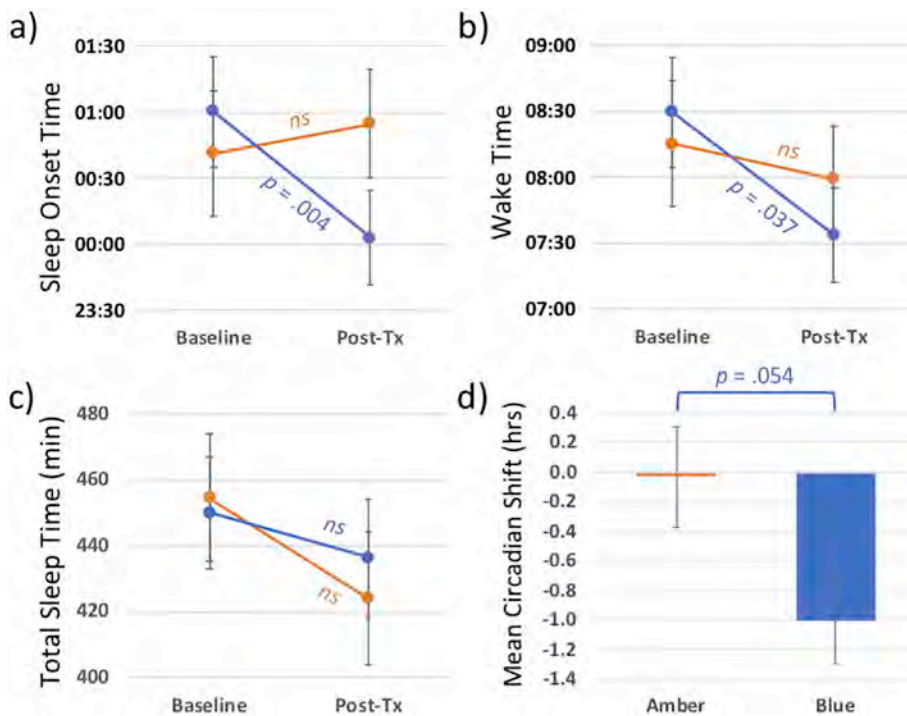 a)
Sleep Onset Time
01:30
01:00
00:30
00:00
23:30
ns
p = .004
Baseline
Post-Tx
b)
Wake Time
09:00
08:30
08:00
07:30
07:00
ns
p = .037
Baseline
Post-Tx
c)
Total Sleep Time (min)
480
460
440
420
400
ns
ns
Baseline
Post-Tx
d)
Mean Circadian Shift (hrs)
p = .054
0.4
0.2
0.0
-0.2
-0.4
-0.6
-0.8
-1.0
-1.2
-1.4
Amber
Blue